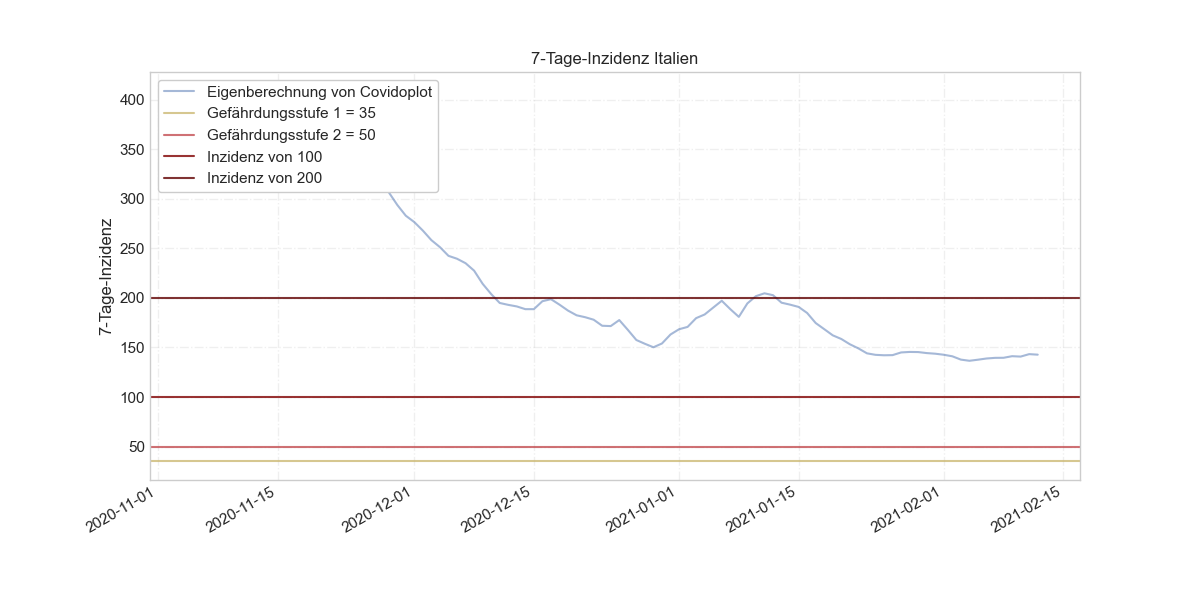 7-Tage-Inzidenz Italien
Eigenberechnung von Covidoplot
Gefährdungsstufe 1 = 35
Gefährdungsstufe 2 = 50
Inzidenz von 100
Inzidenz von 200
7-Tage-Inzidenz
400
350
300
250
200
150
100
50
2020-11-01
2020-11-15
2020-12-01
2020-12-15
2021-01-01
2021-01-15
2021-02-01
2021-02-15